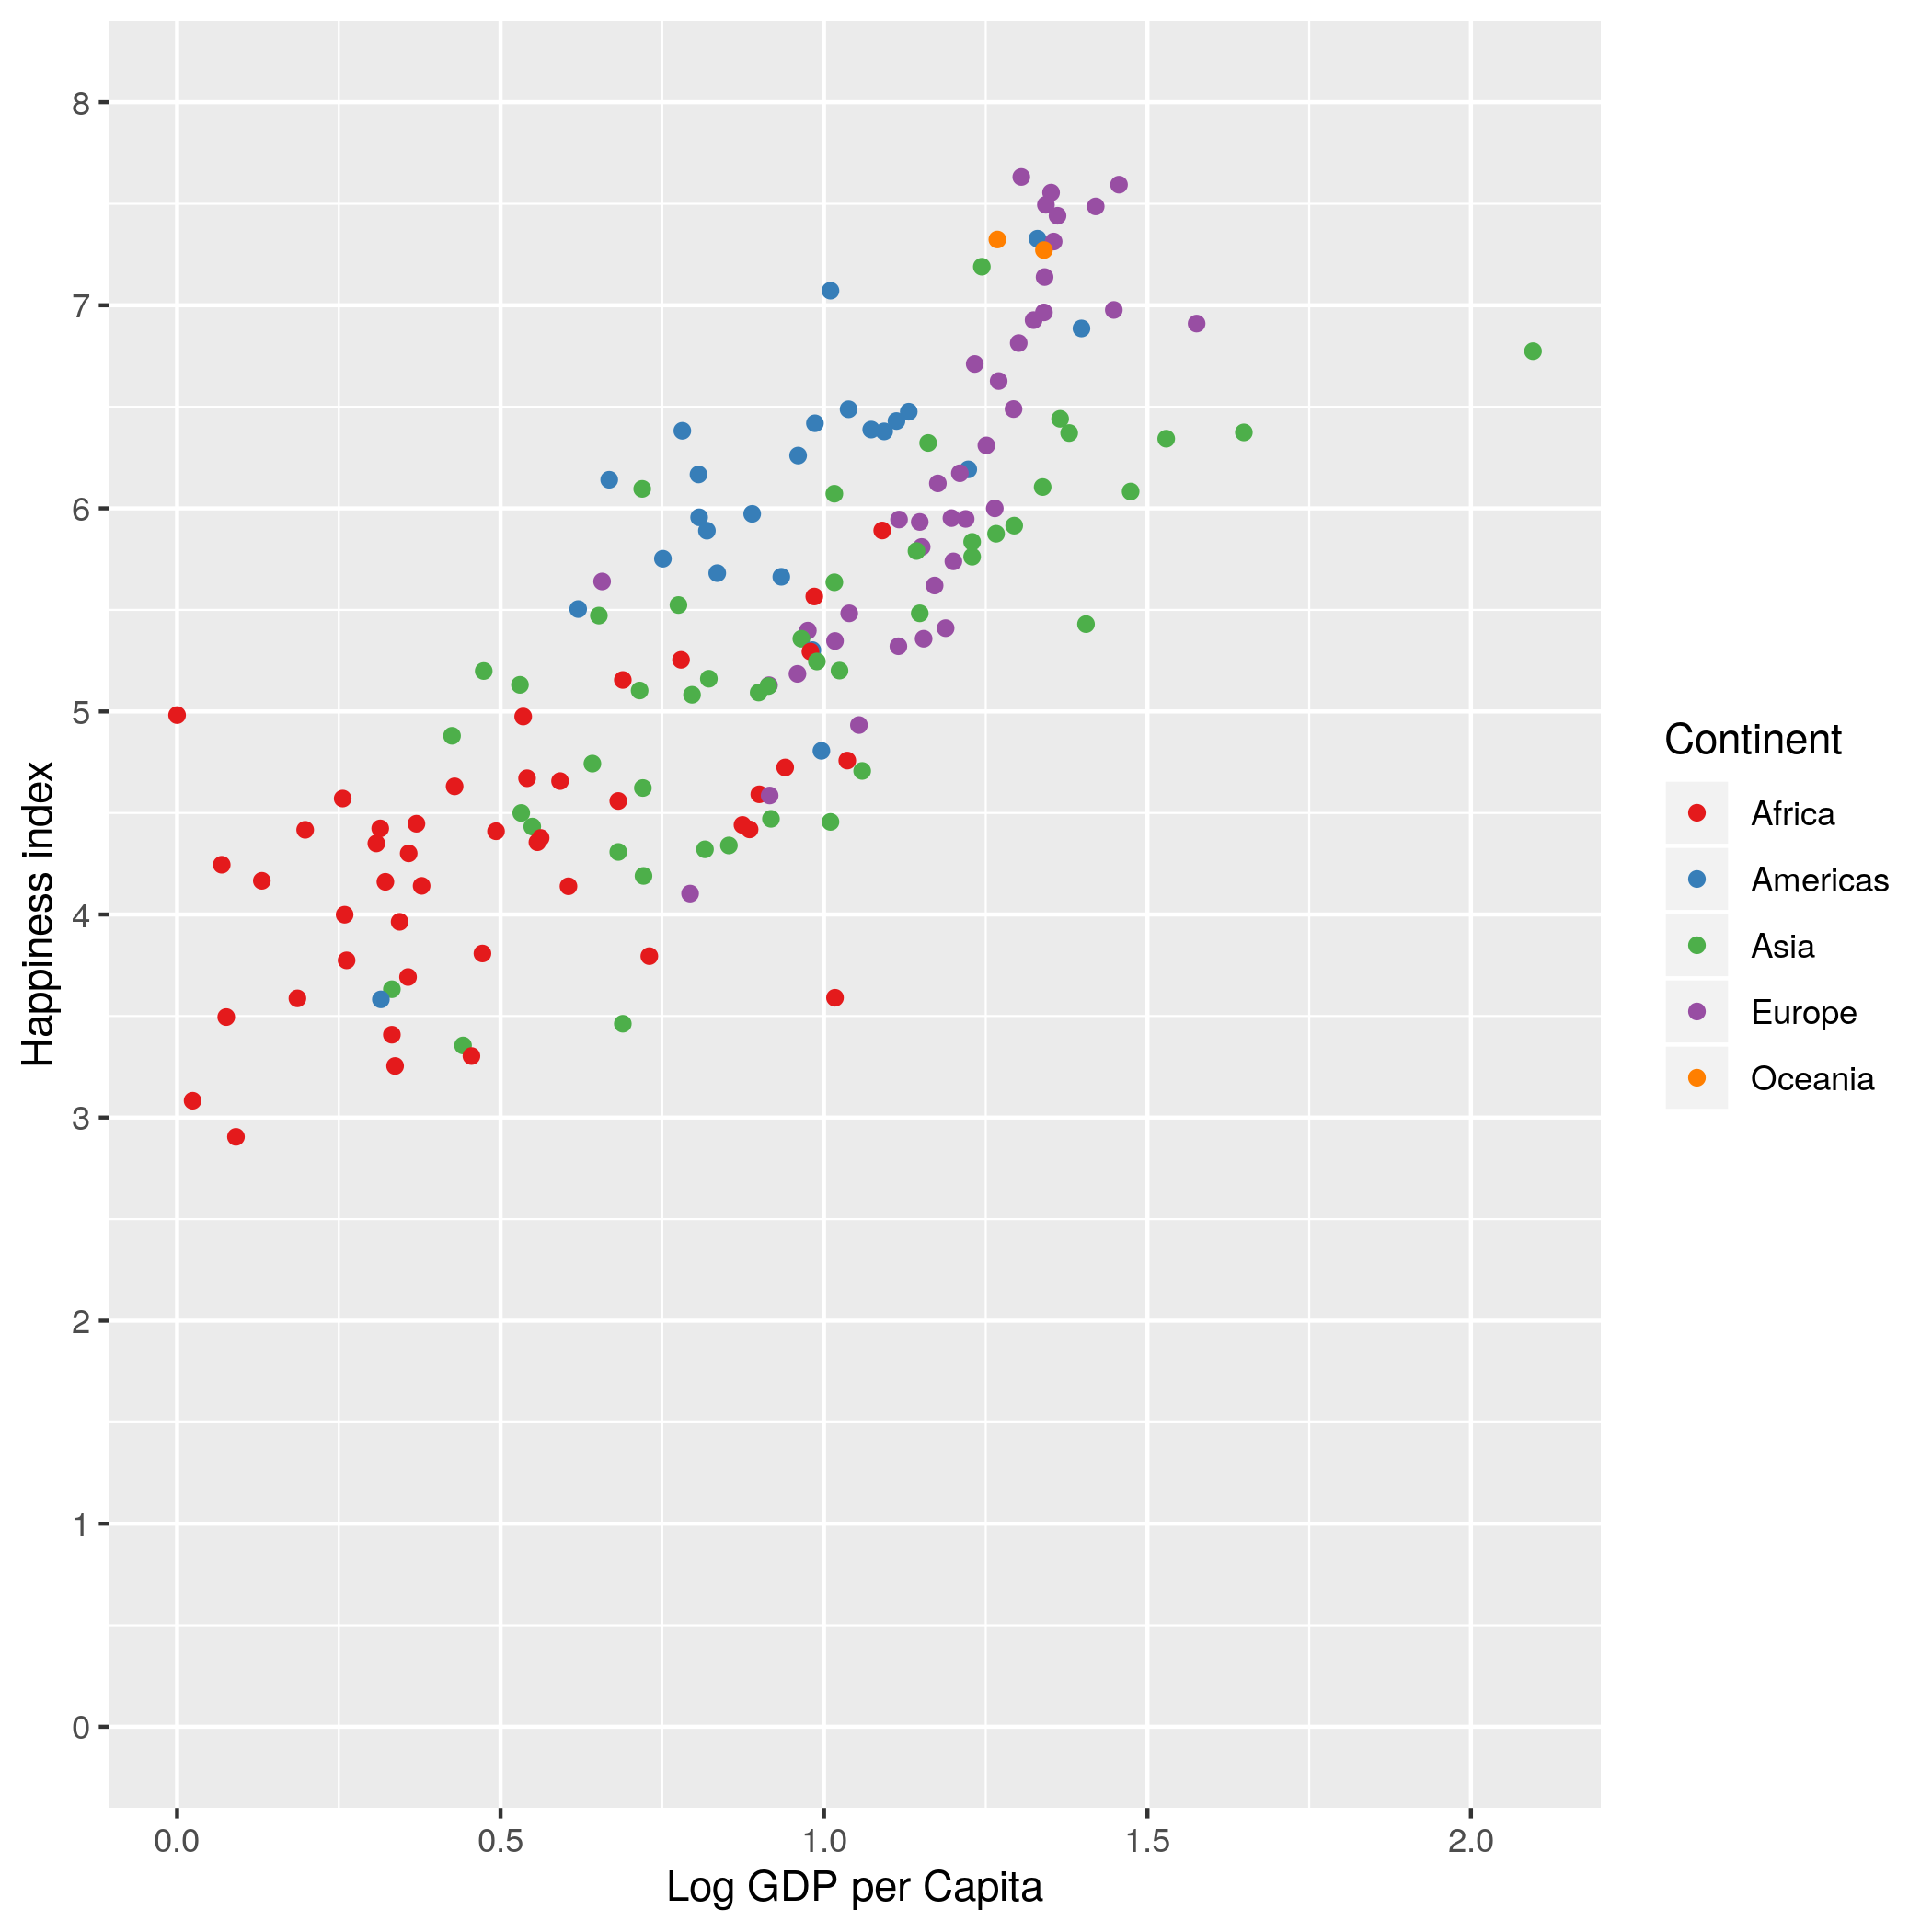 8
7
6
5
4
3
2
1
0
Happiness index
0.0 0.5 1.0 1.5 2.0
Log GDP per Capita
Continent
Africa
Americas
Asia
Europe
Oceania